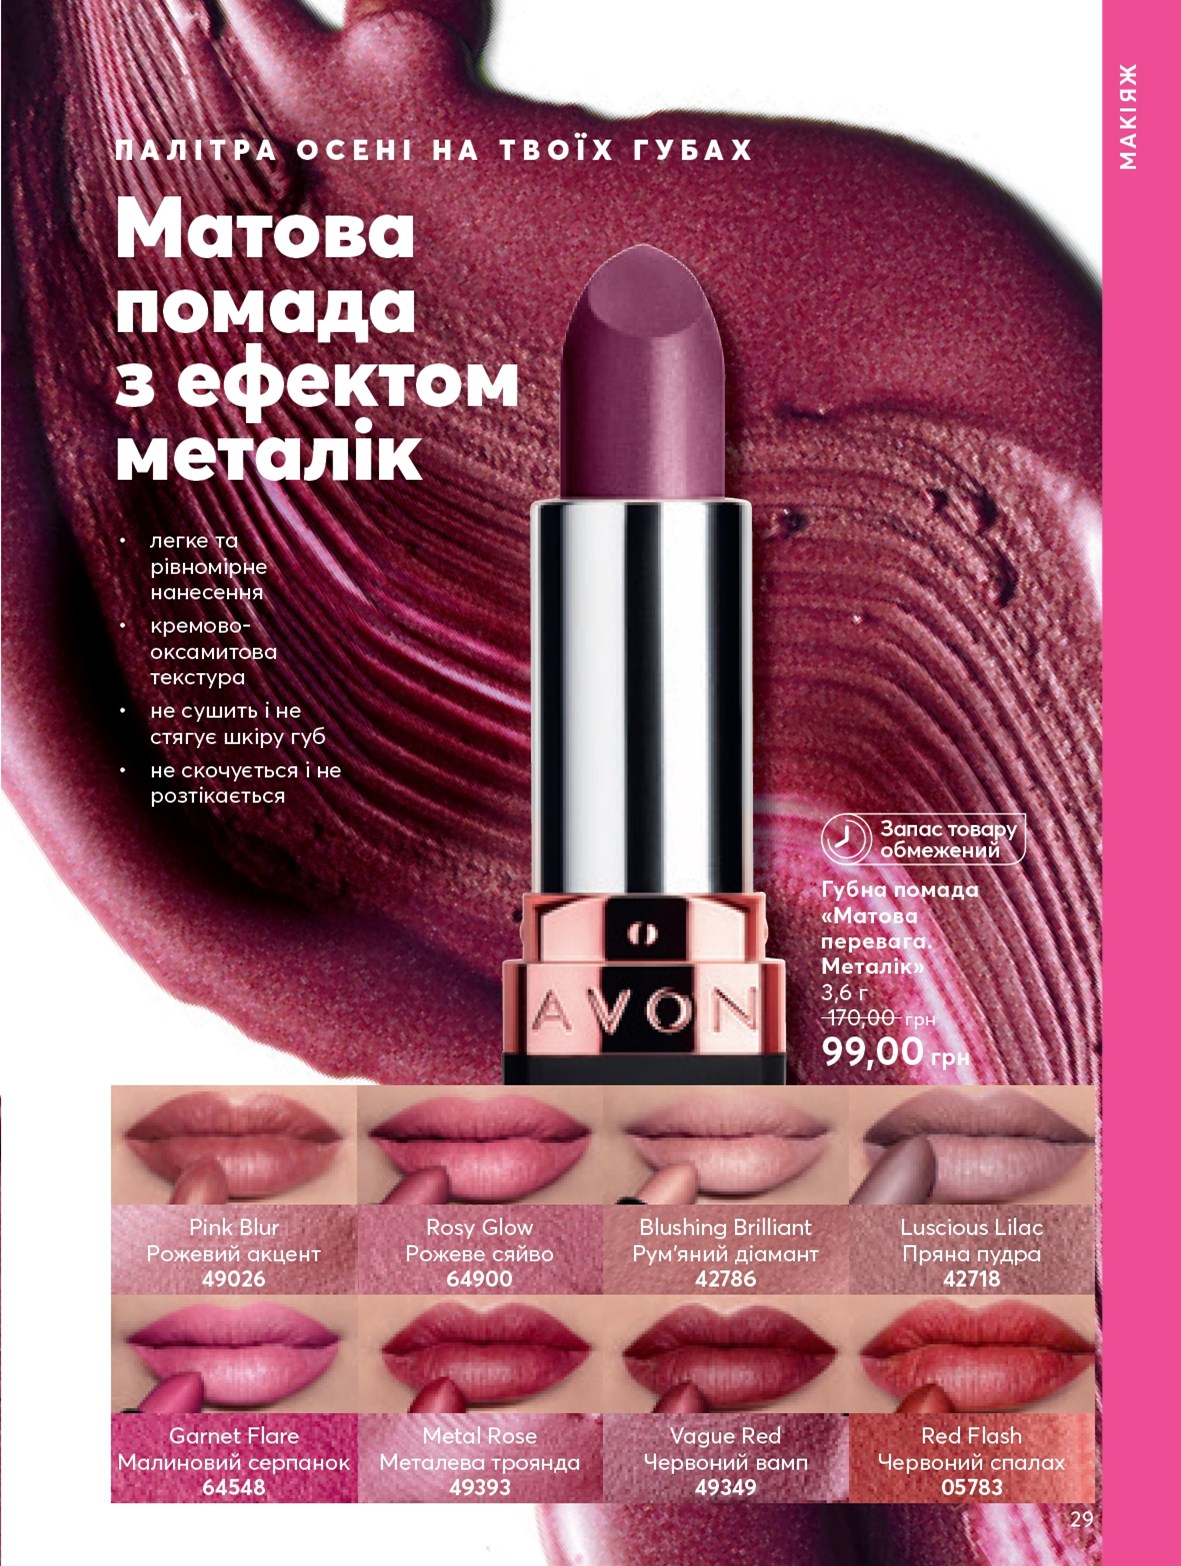 МАКІЯЖ
ПАЛІТРА ОСЕНІ НА ТВОЇХ ГУБАХ
Матова
помада
з ефектом
металік
• легке та
рівномірне
нанесення
• кремово-
оксамитова
текстура
• не сушить і не
стягує шкіру губ
• не скочується і не
розтікається
Запас товару
обмежений
Губна помада
«Матова
перевага.
Металік»
3,6 г
170,00 грн
99,00 грн
AVON
Pink Blur
Рожевий акцент
49026
Rosy Glow
Рожеве сяйво
64900
Blushing Brilliant
Рум'яний діамант
42786
Luscious Lilac
Пряна пудра
42718
Garnet Flare
Малиновий серпанок
64548
Metal Rose
Металева троянда
49393
Vague Red
Червоний вамп
49349
Red Flash
Червоний спалах
05783
29